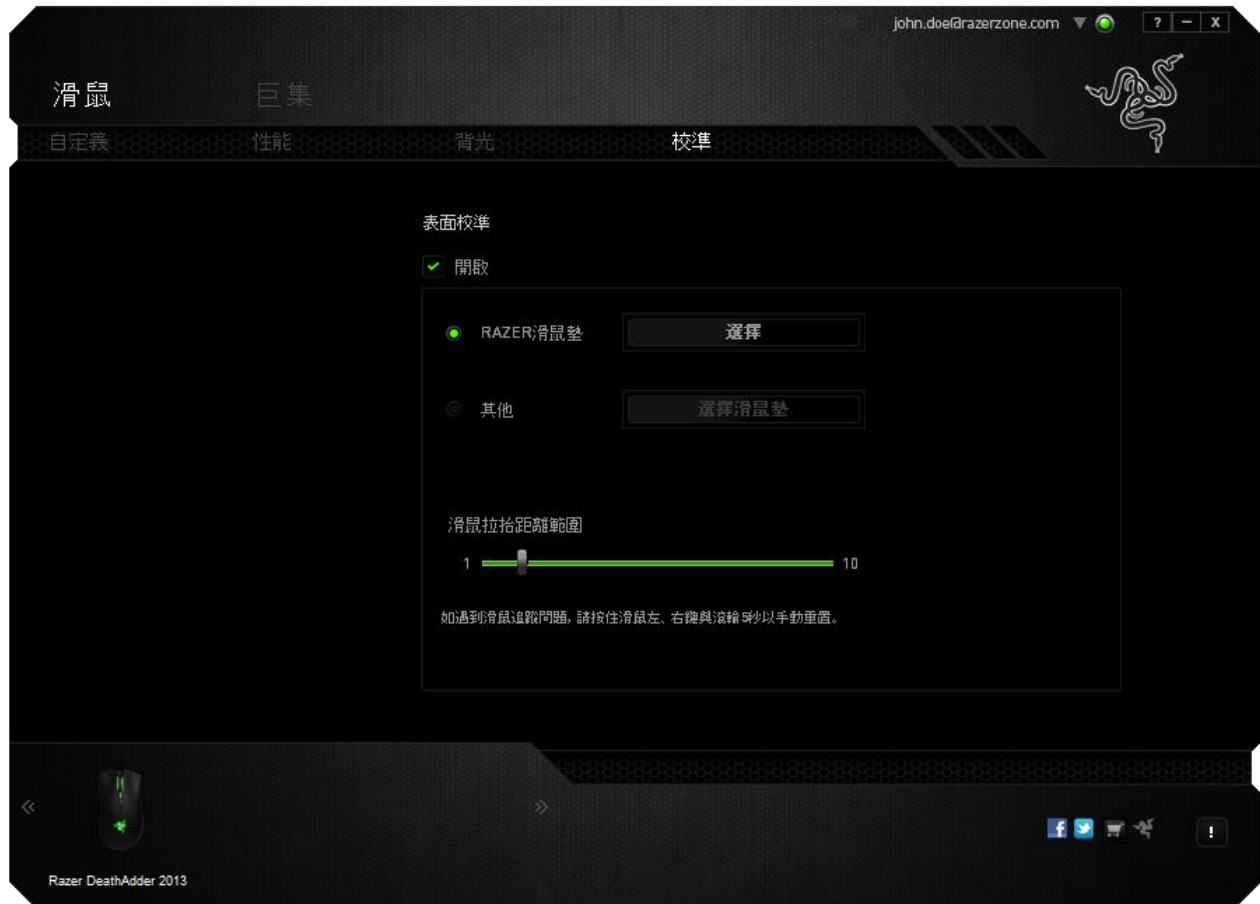 john.doe@razerzone.com
? – X
滑鼠 巨集
自定義 性能 背光 校準
表面校準
開啟
RAZER滑鼠墊 選擇
其他 選擇滑鼠墊
滑鼠拉抬距離範圍
1 10
如遇到滑鼠追蹤問題, 請按住滑鼠左、右鍵與滾輪5秒以手動重置。
f
!
Razer DeathAdder 2013